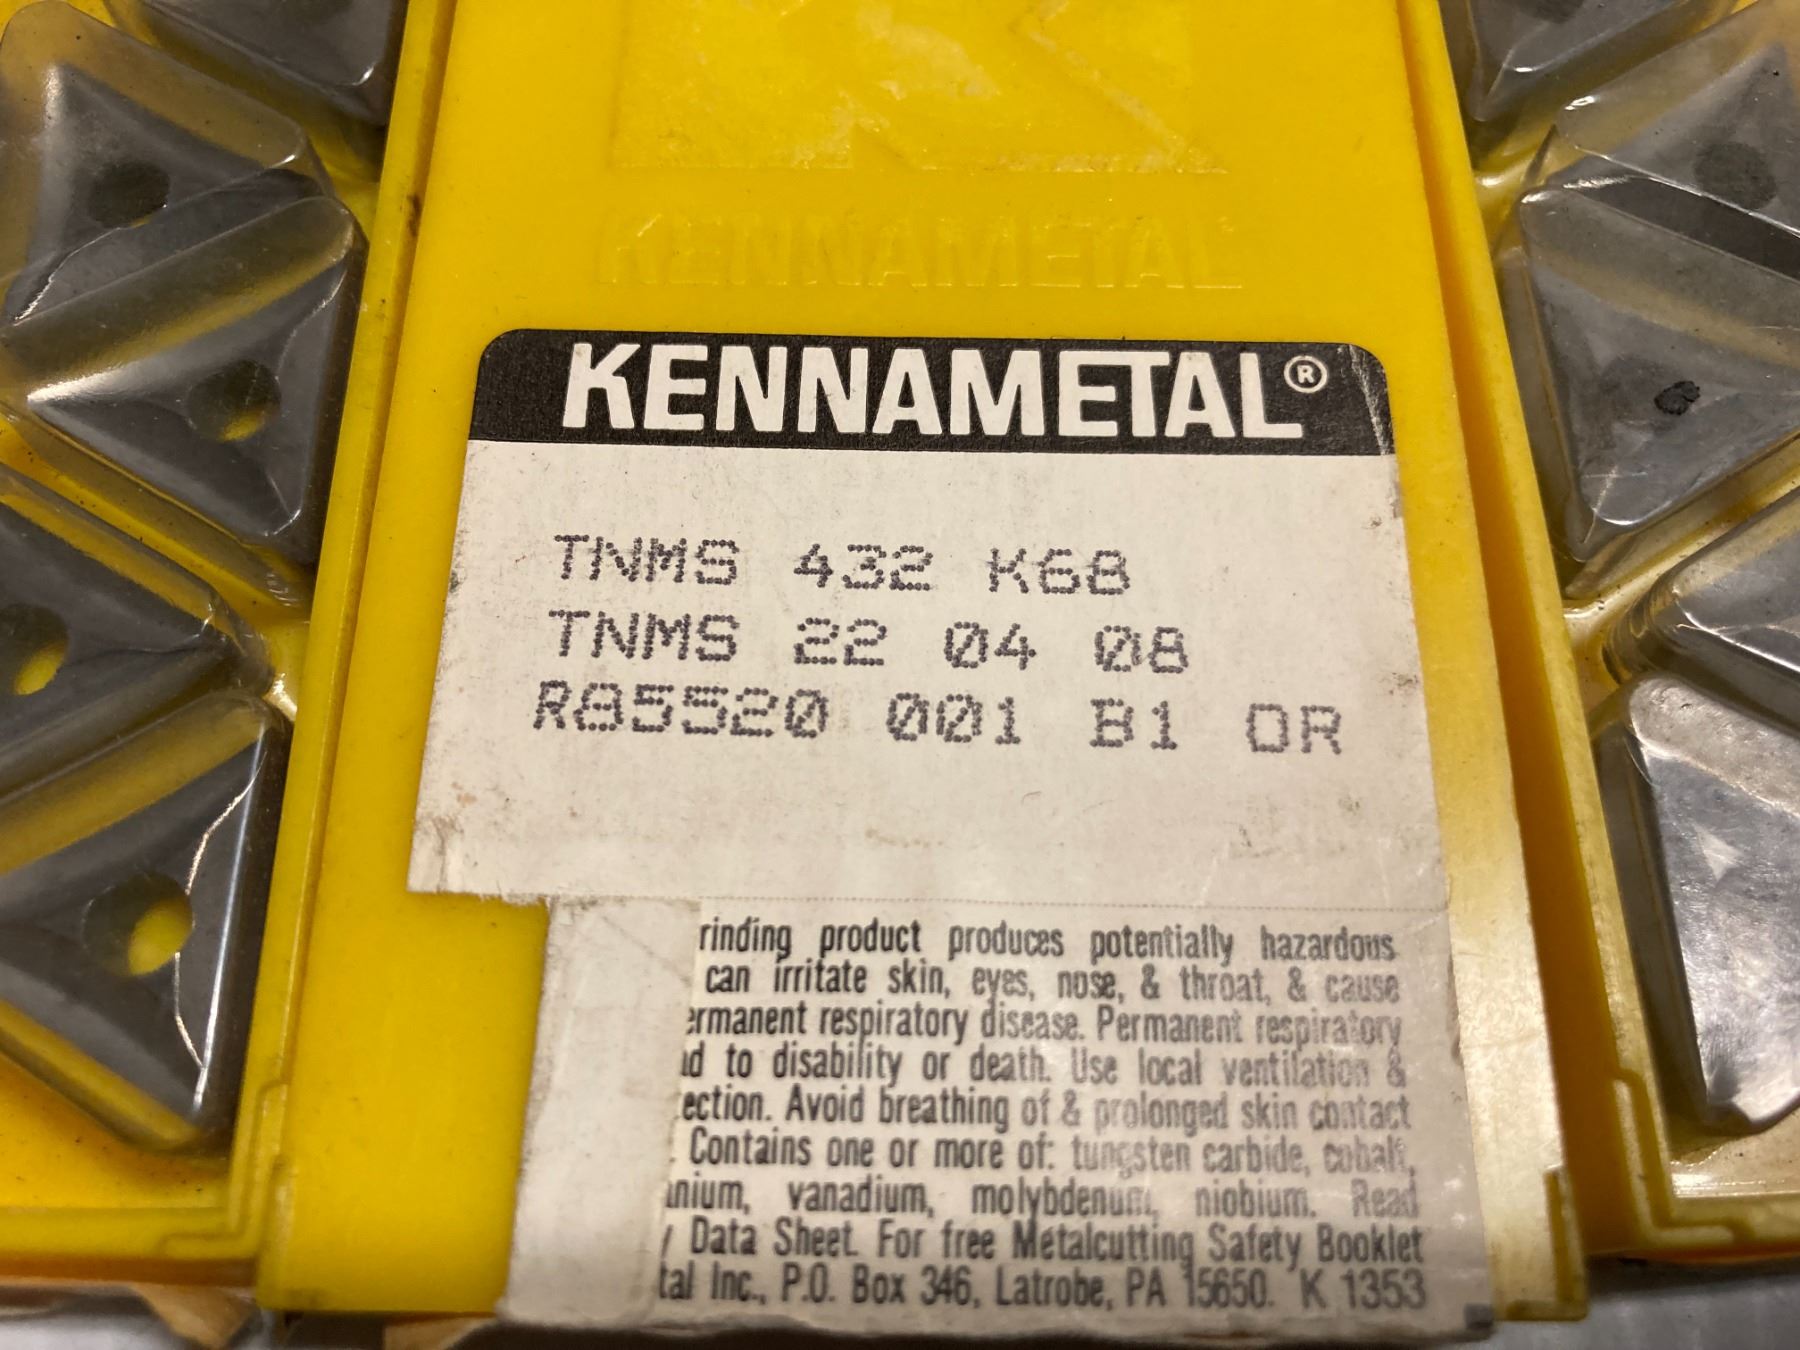 KENNAMETAL
KENNAMETAL®
TNMS 432 K68
TNMS 22 04 08
R85520 001 B1 OR
rinding product produces potentially hazardous
can irritate skin, eyes, nose, & throat, & cause
ermanent respiratory disease. Permanent respiratory
d to disability or death. Use local ventilation &
ection. Avoid breathing of & prolonged skin contact
. Contains one or more of: tungsten carbide, cobalt,
nium, vanadium, molybdenum, niobium. Read
y Data Sheet. For free Metalcutting Safety Booklet
tal Inc., P.O. Box 346, Latrobe, PA 15650. K 1353